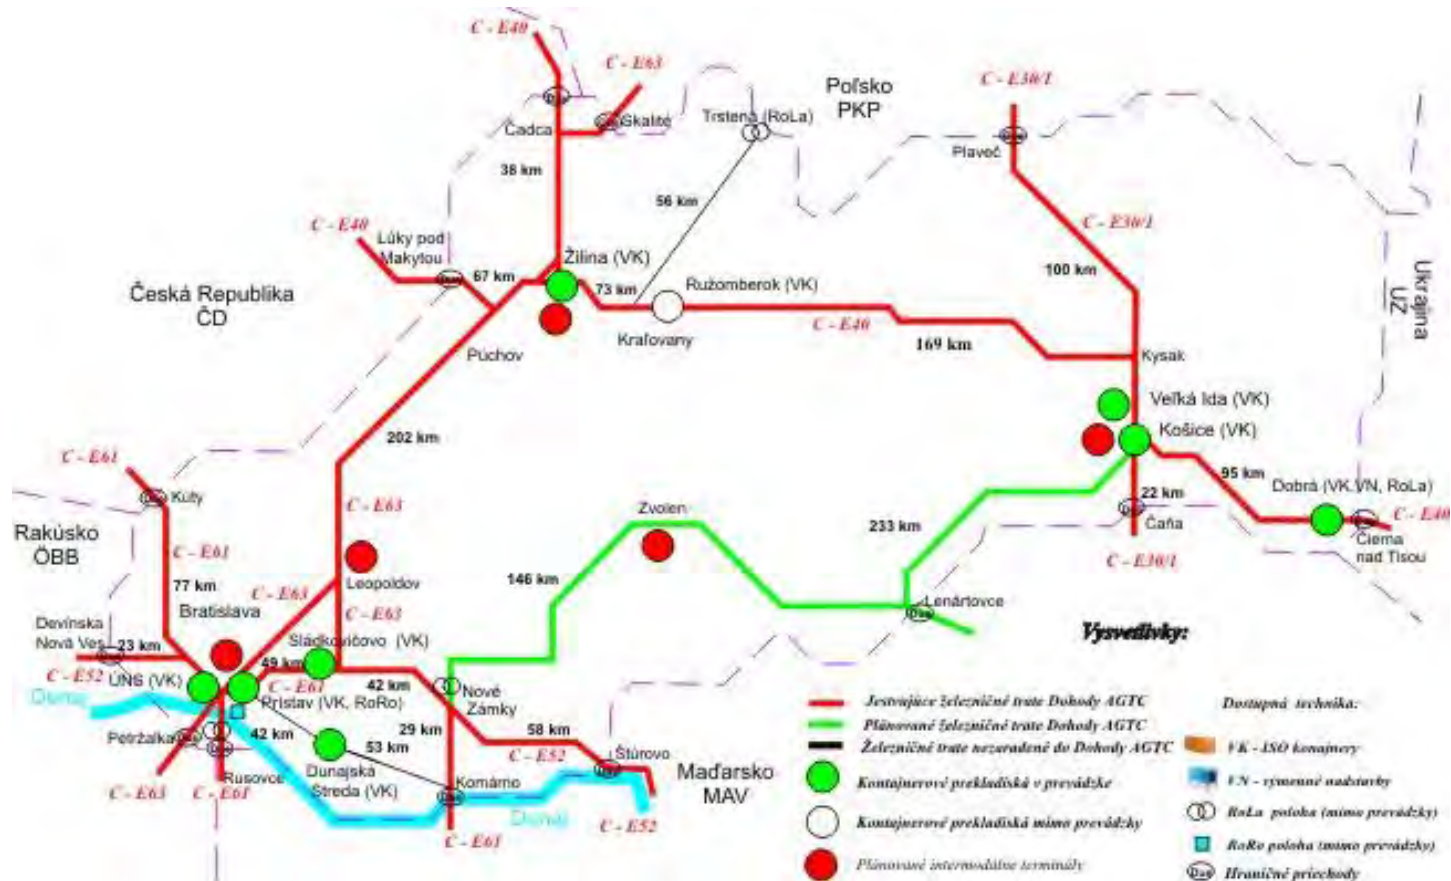 C - E40
C - E63
Skalité
Čadca
38 km
Trstená (RoLa)
56 km
Poľsko
PKP
C - E30/1
Plaveč
C - E30/1
100 km
Ukrajina
UZ
C - E40
Lúky pod
Makytou
67 km
Česká Republika
ČD
Žilina (VK)
73 km
Ružomberok (VK)
Kraľovany
C - E40
169 km
Kysak
Púchov
202 km
Veľká Ida (VK)
Košice (VK)
95 km
Dobrá (VK,VN, RoLa)
C - E40
Čierna
nad Tisou
22 km
Čaňa
C - E30/1
C - E61
Kuty
Rakúsko
ÖBB
C - E61
77 km
C - E63
Leopoldov
C - E63
C - E63
Zvolen
146 km
233 km
Lenártovce
Bratislava
Devínska
Nová Ves
23 km
C - E52
ÚNS (VK)
Sládkovičovo (VK)
49 km
C - E61
42 km
Nové
Zámky
Prístav (VK, RoRo)
Dunaj
Petržalka
42 km
Rusovce
C - E63
C - E61
Dunajská
Streda (VK)
53 km
29 km
Komárno
C - E61
58 km
C - E52
Štúrovo
Dunaj
C - E52
Maďarsko
MAV
Vysvetlivky:
Jestvujúce železničné trate Dohody AGTC
Plánované železničné trate Dohody AGTC
Železničné trate nezaradené do Dohody AGTC
Kontajnerové prekladiská v prevádzke
Kontajnerové prekladiská mimo prevádzky
Plánované intermodálne terminály
Dostupná technika:
VK - ISO konajnery
VN - výmenné nadstavby
RoLa poloha (mimo prevádzky)
RoRo poloha (mimo prevádzky)
Hraničné priechody